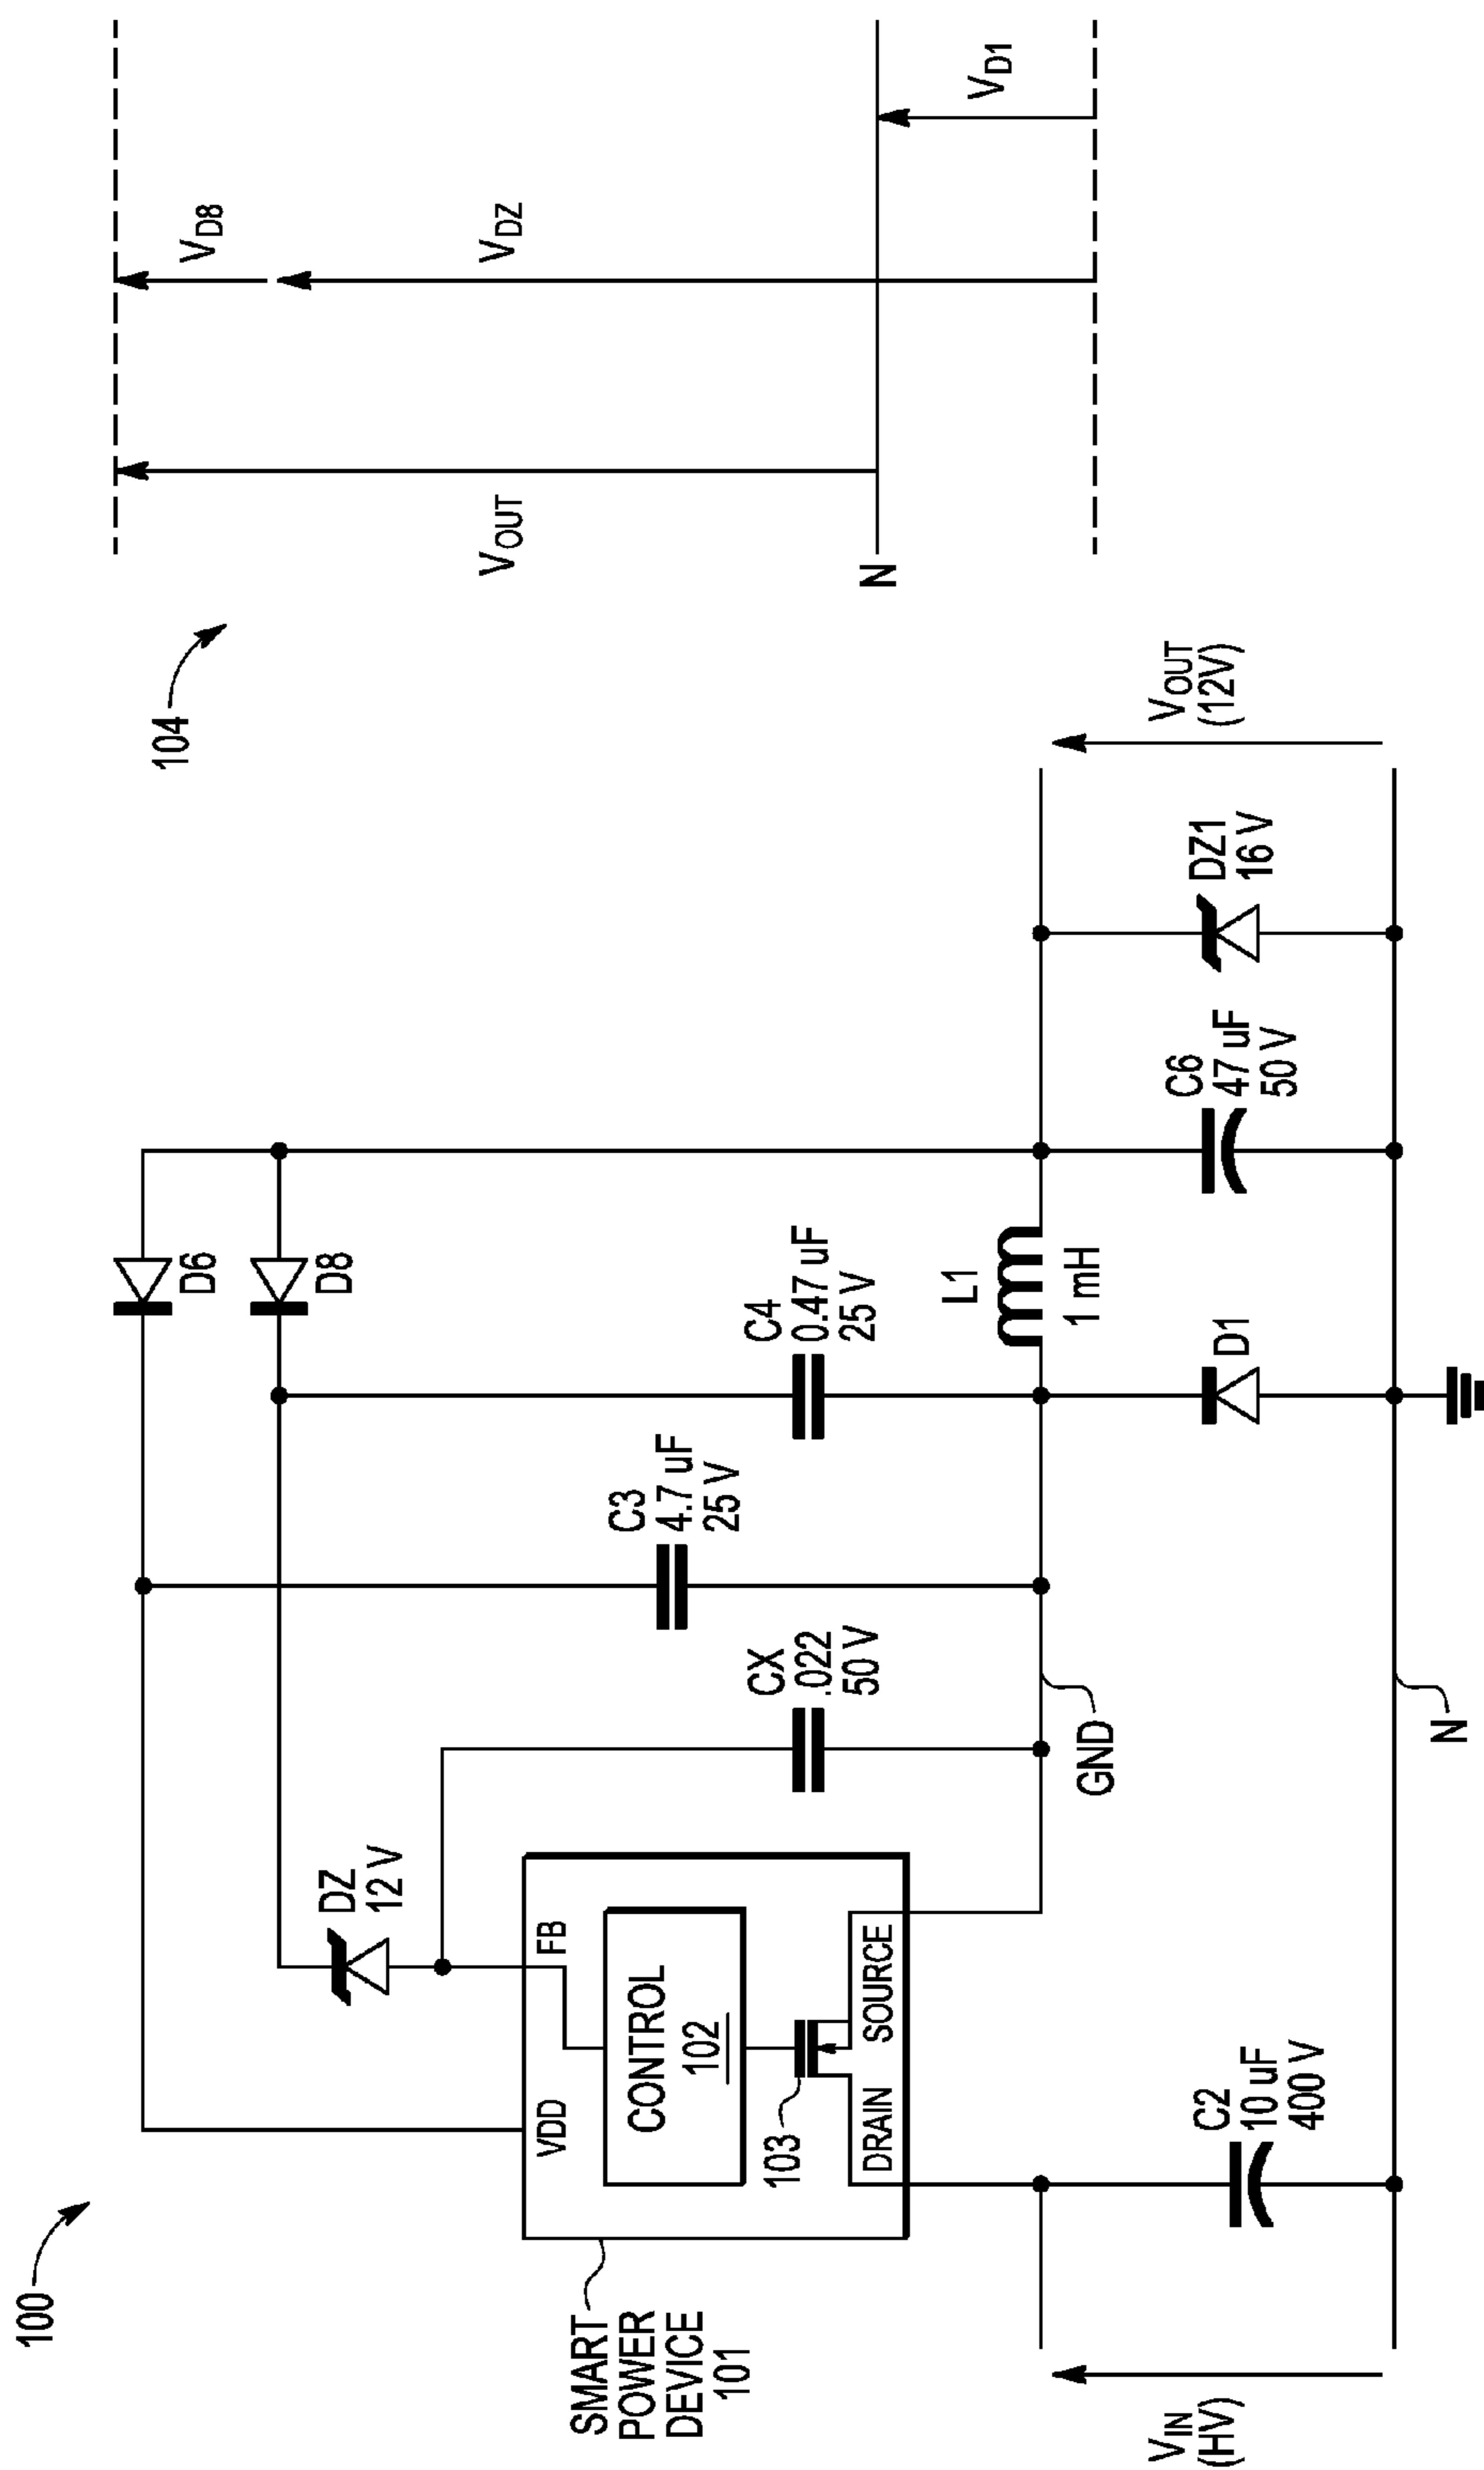 100
SMART
POWER
DEVICE
101
VDD
FB
CONTROL
102
103
DRAIN
SOURCE
DZ
12 V
CX
.022
50 V
C3
4.7 uF
25 V
C4
0.47 uF
25 V
D6
D8
L1
1 mH
D1
GND
N
C2
10 uF
400 V
C6
47 uF
50 V
DZ1
16 V
VIN
(HV)
VOUT
(12V)
104
VOUT
N
VD8
VDZ
VD1